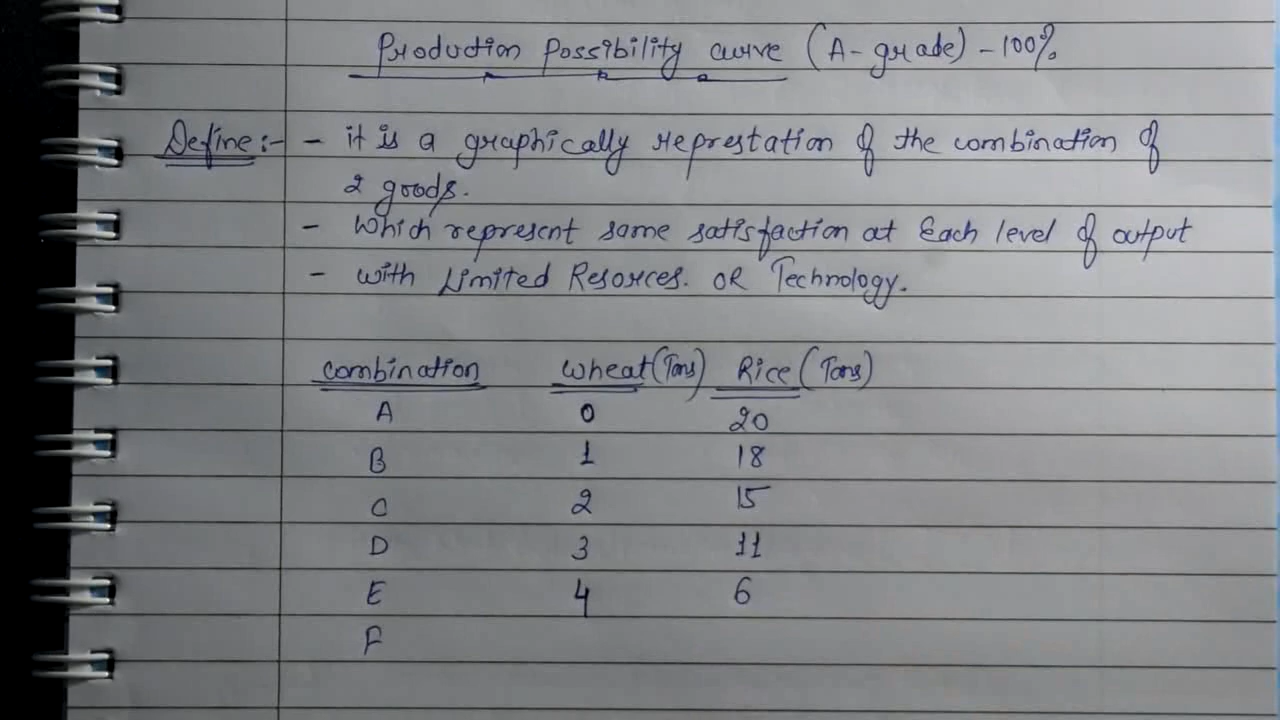 Production Possibility curve (A-grade) - 100%
Define:- - it is a graphically represtation of the combination of
2 goods.
- which represent same satisfaction at Each level of output
- with Limited Resorces. OR Technology.
combination wheat (Tons) Rice (Tons)
A 0 20
B 1 18
C 2 15
D 3 11
E 4 6
F